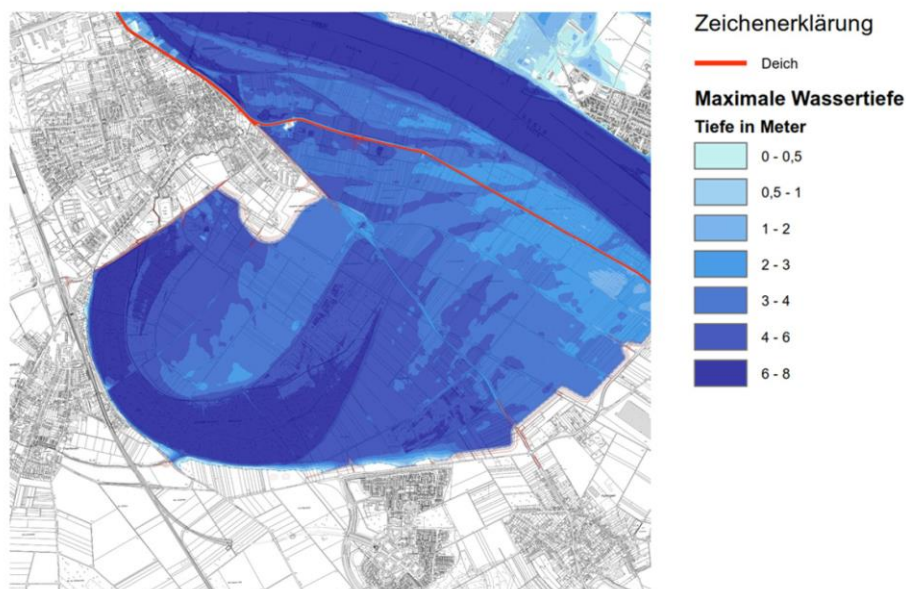 Zeichenerklärung
Deich
Maximale Wassertiefe
Tiefe in Meter
0 - 0,5
0,5 - 1
1 - 2
2 - 3
3 - 4
4 - 6
6 - 8